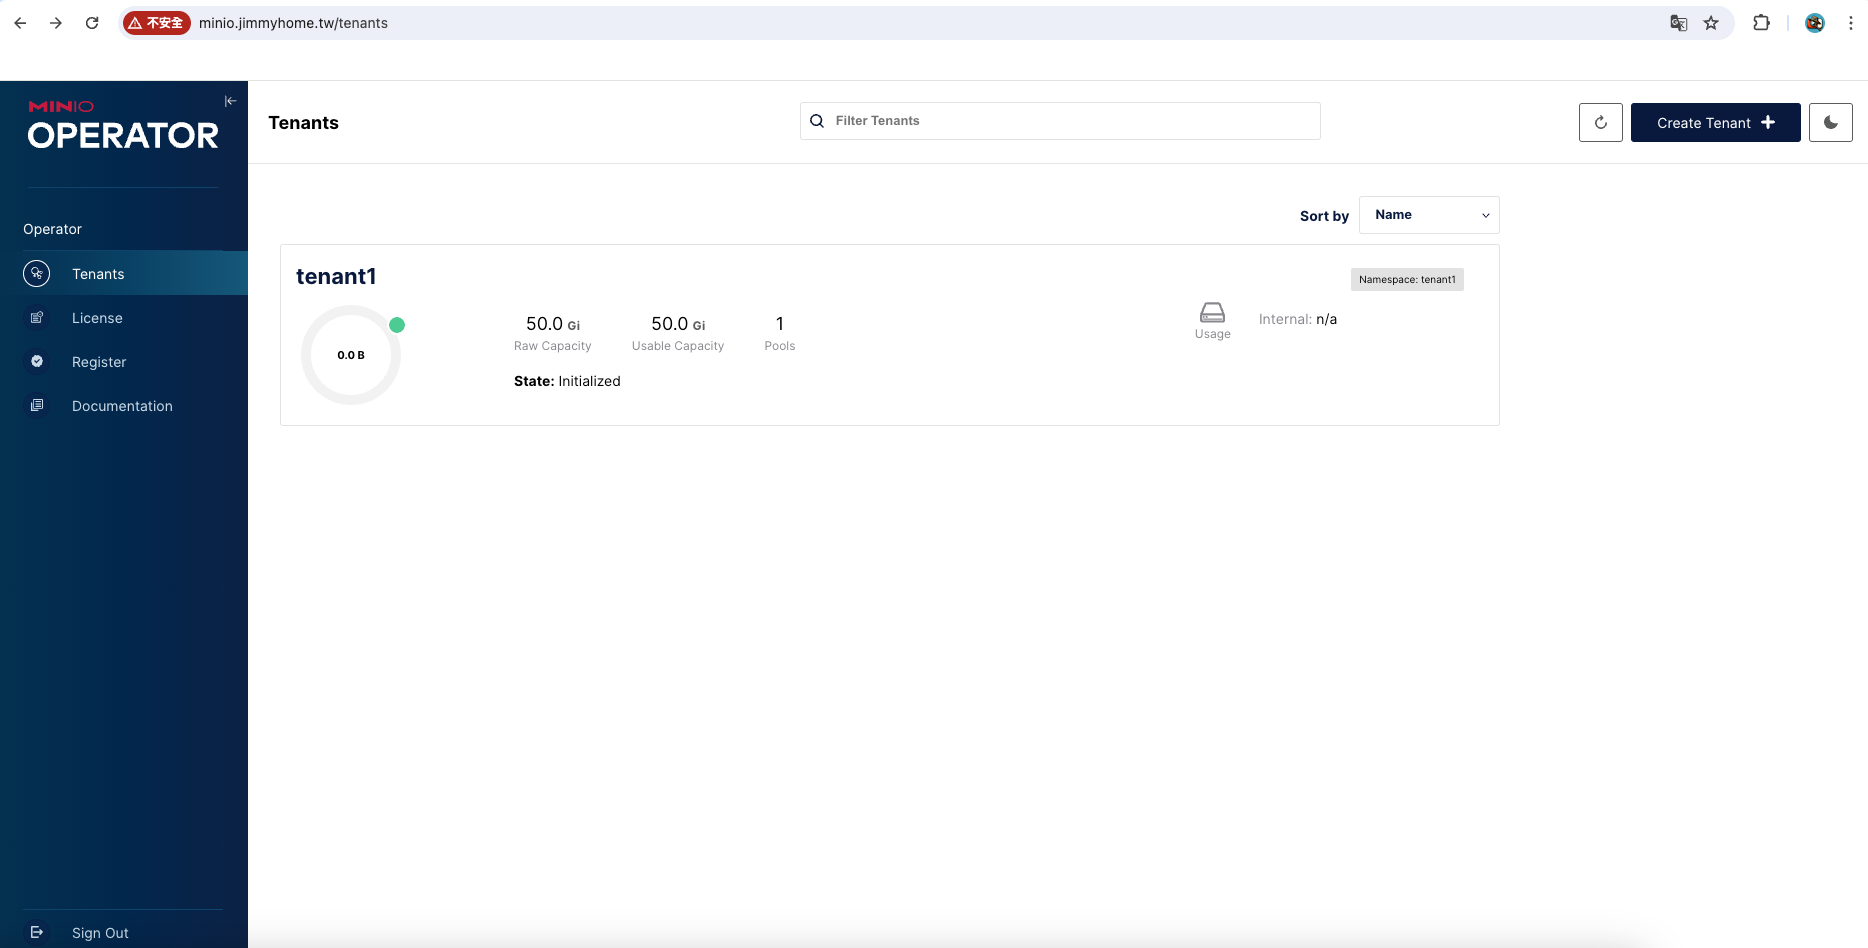 不安全 minio.jimmyhome.tw/tenants
MINIO
OPERATOR
Tenants
Filter Tenants
Create Tenant
Operator
Tenants
License
Register
Documentation
Sign Out
Sort by Name
tenant1
Namespace: tenant1
0.0 B
50.0 Gi
Raw Capacity
50.0 Gi
Usable Capacity
1
Pools
State: Initialized
Usage
Internal: n/a